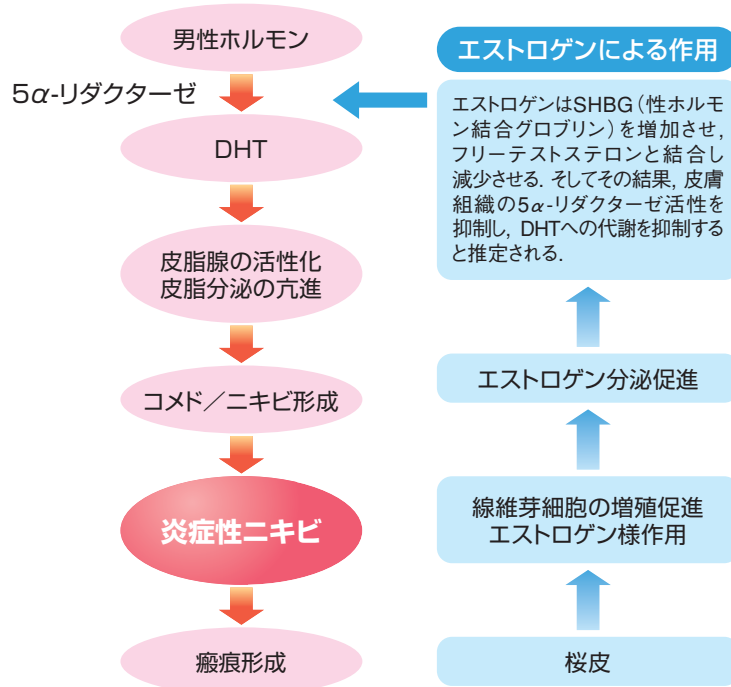 男性ホルモン
5α-リダクターゼ
DHT
皮脂腺の活性化
皮脂分泌の亢進
コメド／ニキビ形成
炎症性ニキビ
瘢痕形成
エストロゲンによる作用
エストロゲンはSHBG（性ホルモ
ン結合グロブリン）を増加させ，
フリーテストステロンと結合し
減少させる．そしてその結果，皮膚
組織の5α-リダクターゼ活性を
抑制し，DHTへの代謝を抑制する
と推定される．
エストロゲン分泌促進
線維芽細胞の増殖促進
エストロゲン様作用
桜皮